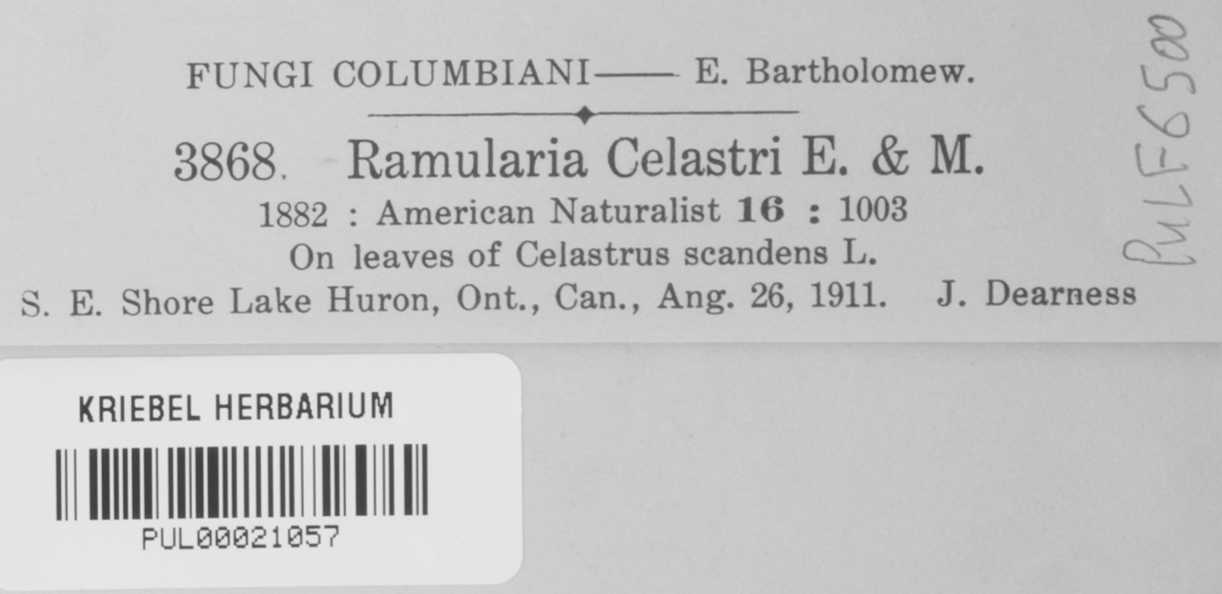 FUNGI COLUMBIANI—— E. Bartholomew.
3868. Ramularia Celastri E. & M.
1882 : American Naturalist 16 : 1003
On leaves of Celastrus scandens L.
S. E. Shore Lake Huron, Ont., Can., Ang. 26, 1911. J. Dearness
PULF6500
KRIEBEL HERBARIUM
PUL00021057